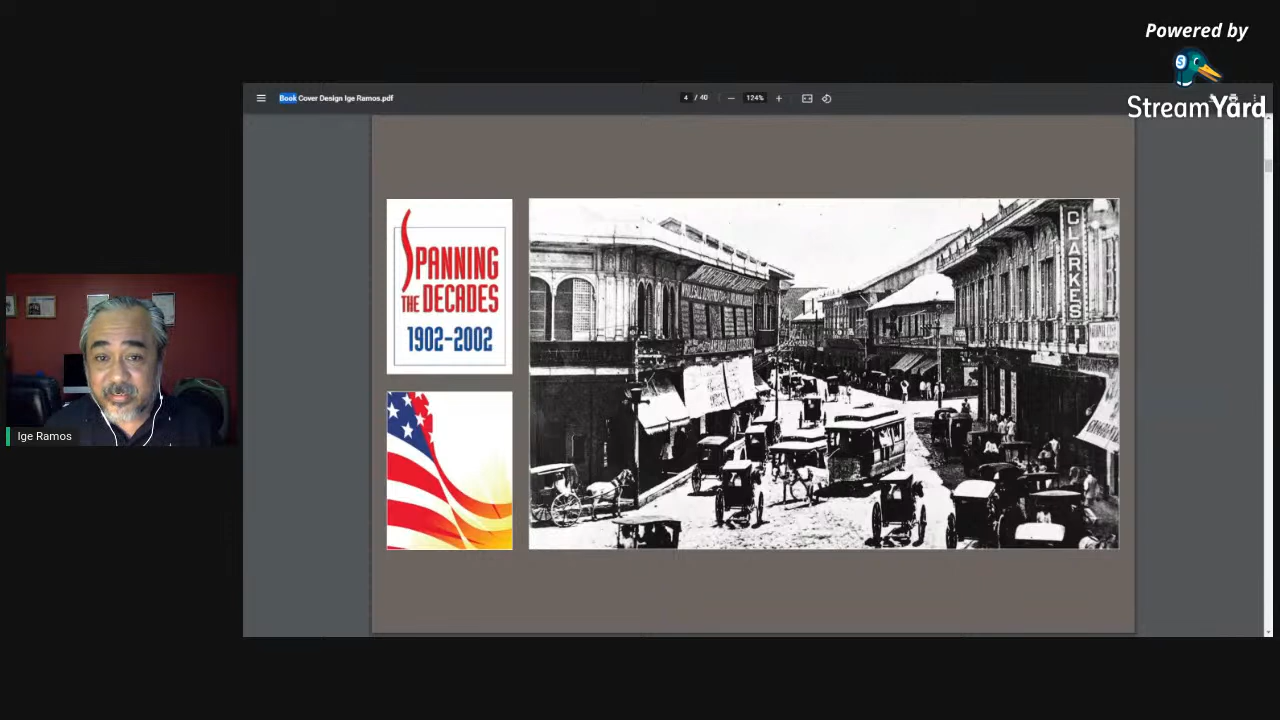 Powered by
StreamYard
Book Cover Design Ige Ramos.pdf
4 / 40
124%
SPANNING
THE DECADES
1902-2002
CLARKES
Ige Ramos